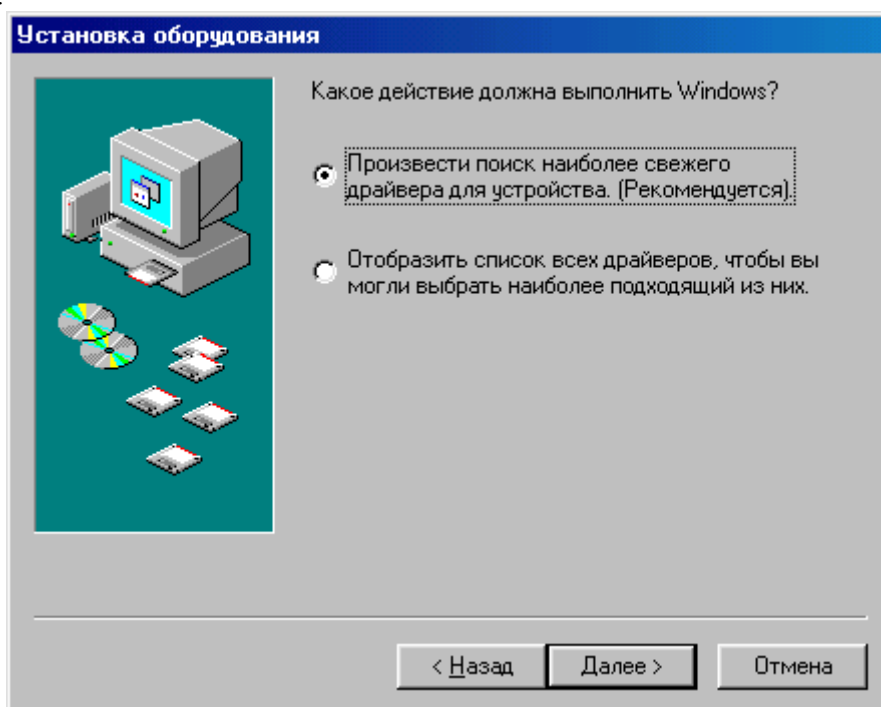 Установка оборудования
Какое действие должна выполнить Windows?
Произвести поиск наиболее свежего
драйвера для устройства. (Рекомендуется).
Отобразить список всех драйверов, чтобы вы
могли выбрать наиболее подходящий из них.
< Назад
Далее >
Отмена